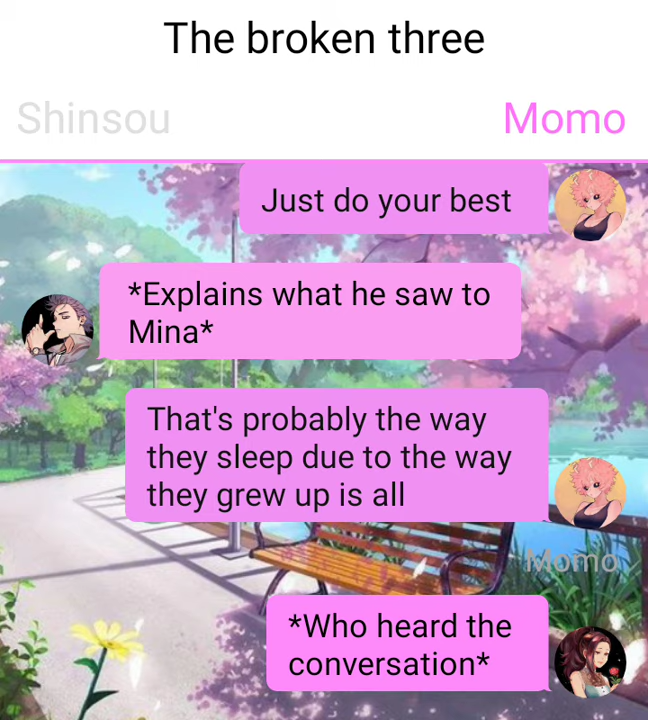 The broken three
Shinsou
Momo
Just do your best
*Explains what he saw to
Mina*
That's probably the way
they sleep due to the way
they grew up is all
Momo
*Who heard the
conversation*